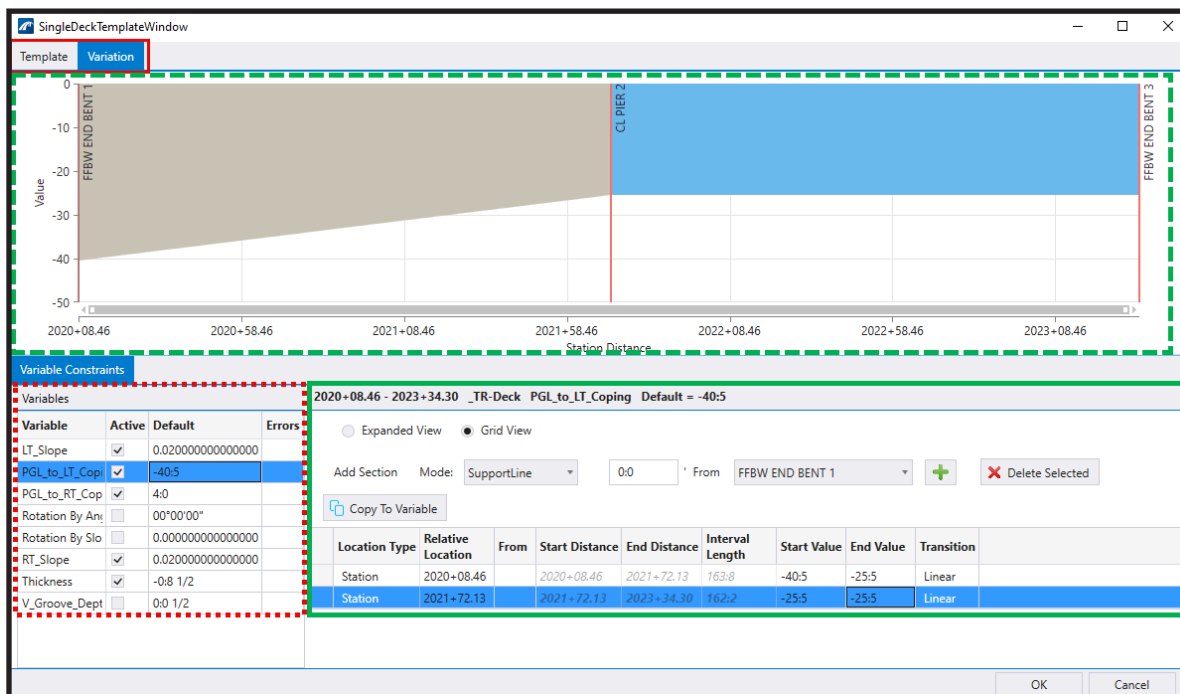 SingleDeckTemplateWindow
Template Variation
0
-10
-20
-30
-40
-50
Value
FFBW END BENT 1
CL PIER 2
FFBW END BENT 3
2020+08.46 2020+58.46 2021+08.46 2021+58.46 2022+08.46 2022+58.46 2023+08.46
Station Distance
Variable Constraints
Variables
Variable Active Default Errors
LT_Slope 0.020000000000000
PGL_to_LT_Copi -40:5
PGL_to_RT_Cop 4:0
Rotation By Ang 00°00'00"
Rotation By Slo 0.000000000000000
RT_Slope 0.020000000000000
Thickness -0:8 1/2
V_Groove_Dept 0:0 1/2
2020+08.46 - 2023+34.30 _TR-Deck PGL_to_LT_Coping Default = -40:5
Expanded View Grid View
Add Section Mode: SupportLine 0:0 ' From FFBW END BENT 1 Delete Selected
Copy To Variable
Location Type Relative Location From Start Distance End Distance Interval Length Start Value End Value Transition
Station 2020+08.46 2020+08.46 2021+72.13 163:8 -40:5 -25:5 Linear
Station 2021+72.13 2021+72.13 2023+34.30 162:2 -25:5 -25:5 Linear
OK Cancel